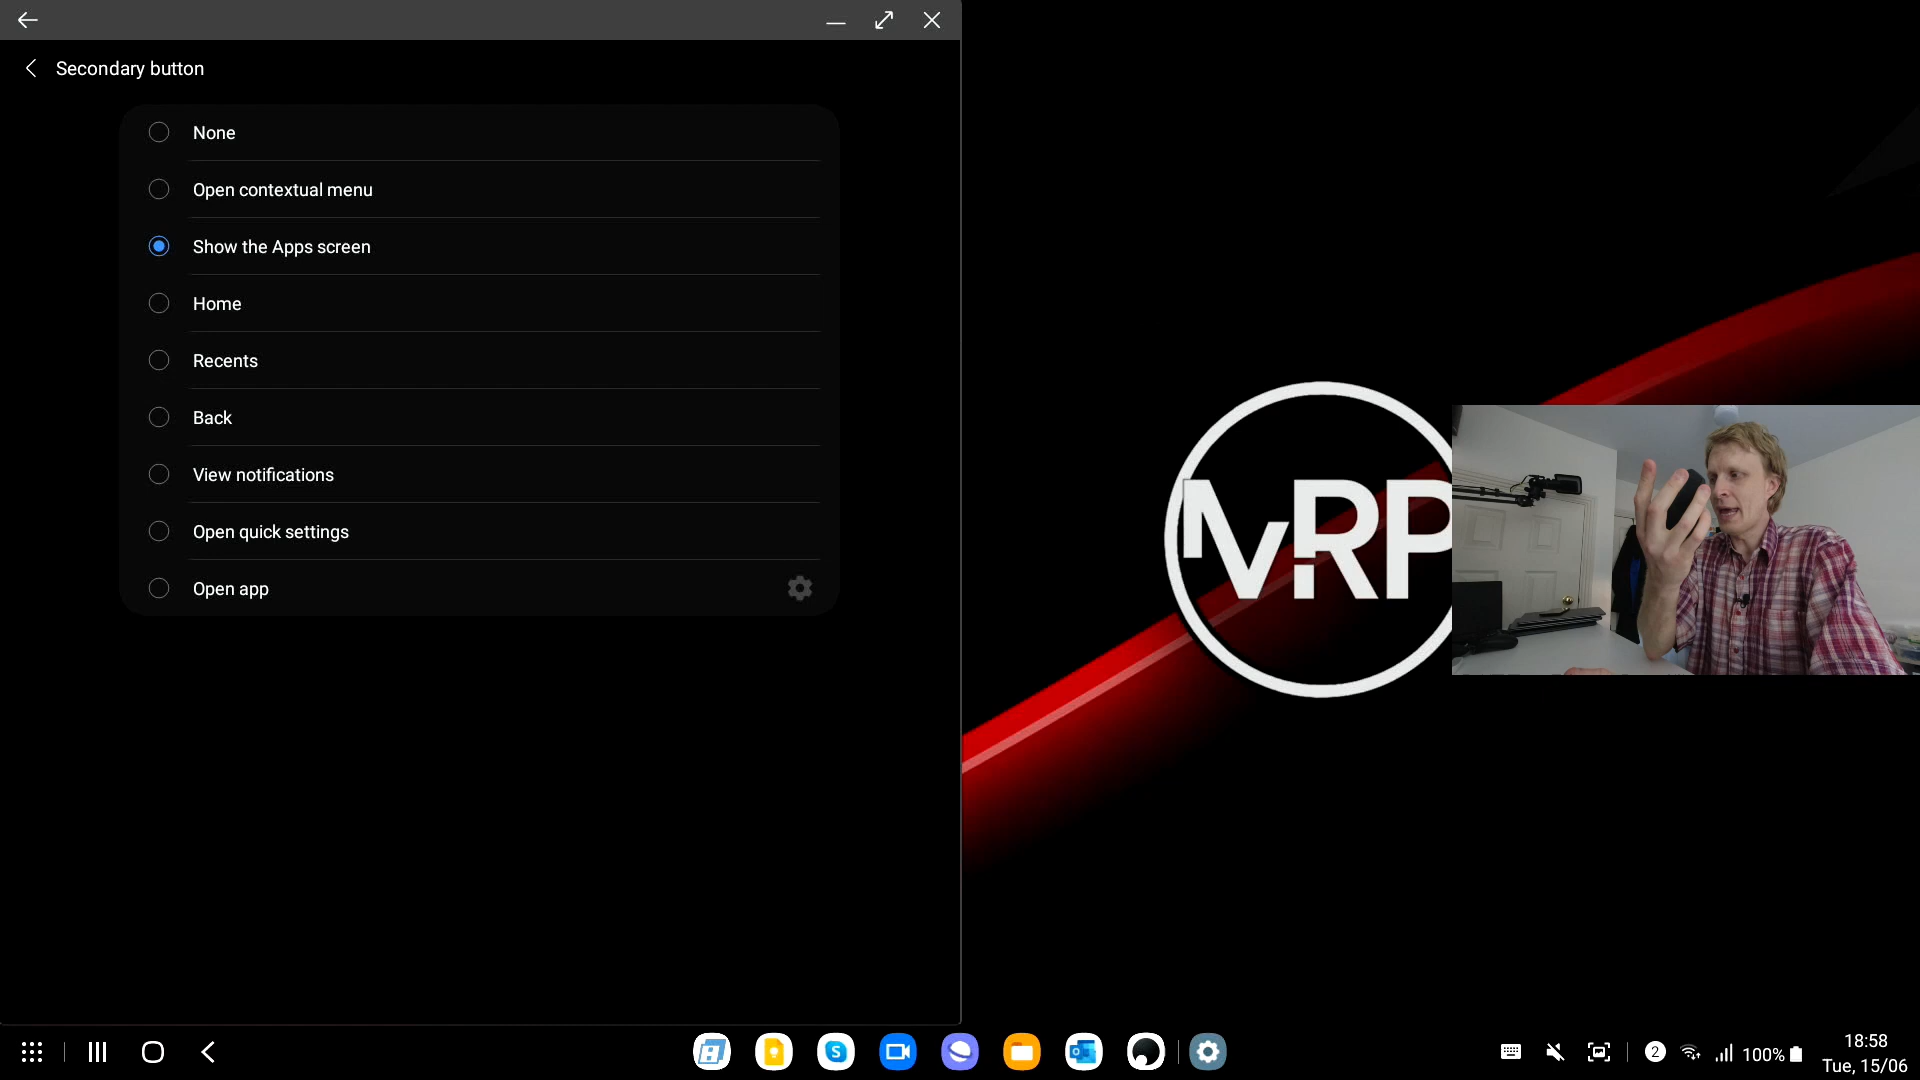 Secondary button
None
Open contextual menu
Show the Apps screen
Home
Recents
Back
View notifications
Open quick settings
Open app
MRP
S
2
100%
18:58
Tue, 15/06